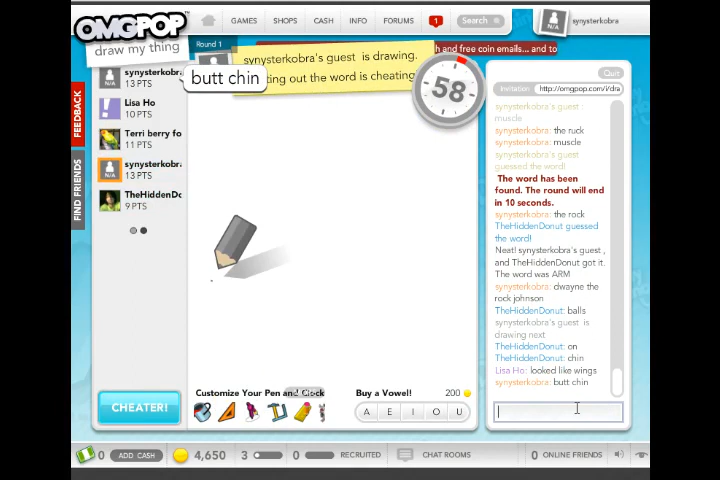 OMGPOP
GAMES SHOPS CASH INFO FORUMS 1 Search synysterkobra
N/A
draw my thing
Round 1
h and free coin emails... and to
synysterkobra's guest is drawing.
ting out the word is cheating
58
butt chin
FEEDBACK
FIND FRIENDS
N/A synysterkobra
13 PTS
Lisa Ho
10 PTS
Terri berry fo
11 PTS
N/A synysterkobra
13 PTS
TheHiddenDo
9 PTS
Quit
Invitation http://omgpop.com/i/dra
synysterkobra's guest :
muscle
synysterkobra: the ruck
synysterkobra: muscle
synysterkobra's guest
guessed the word!
The word has been
found. The round will end
in 10 seconds.
synysterkobra: the rock
TheHiddenDonut guessed
the word!
Neat! synysterkobra's guest ,
and TheHiddenDonut got it.
The word was ARM
synysterkobra: dwayne the
rock johnson
TheHiddenDonut: balls
synysterkobra's guest is
drawing next
TheHiddenDonut: on
TheHiddenDonut: chin
Lisa Ho: looked like wings
synysterkobra: butt chin
Customize Your Pen and Clock
Buy a Vowel! 200
A E I O U
CHEATER!
0 ADD CASH 4,650 3 0 RECRUITED CHAT ROOMS 0 ONLINE FRIENDS